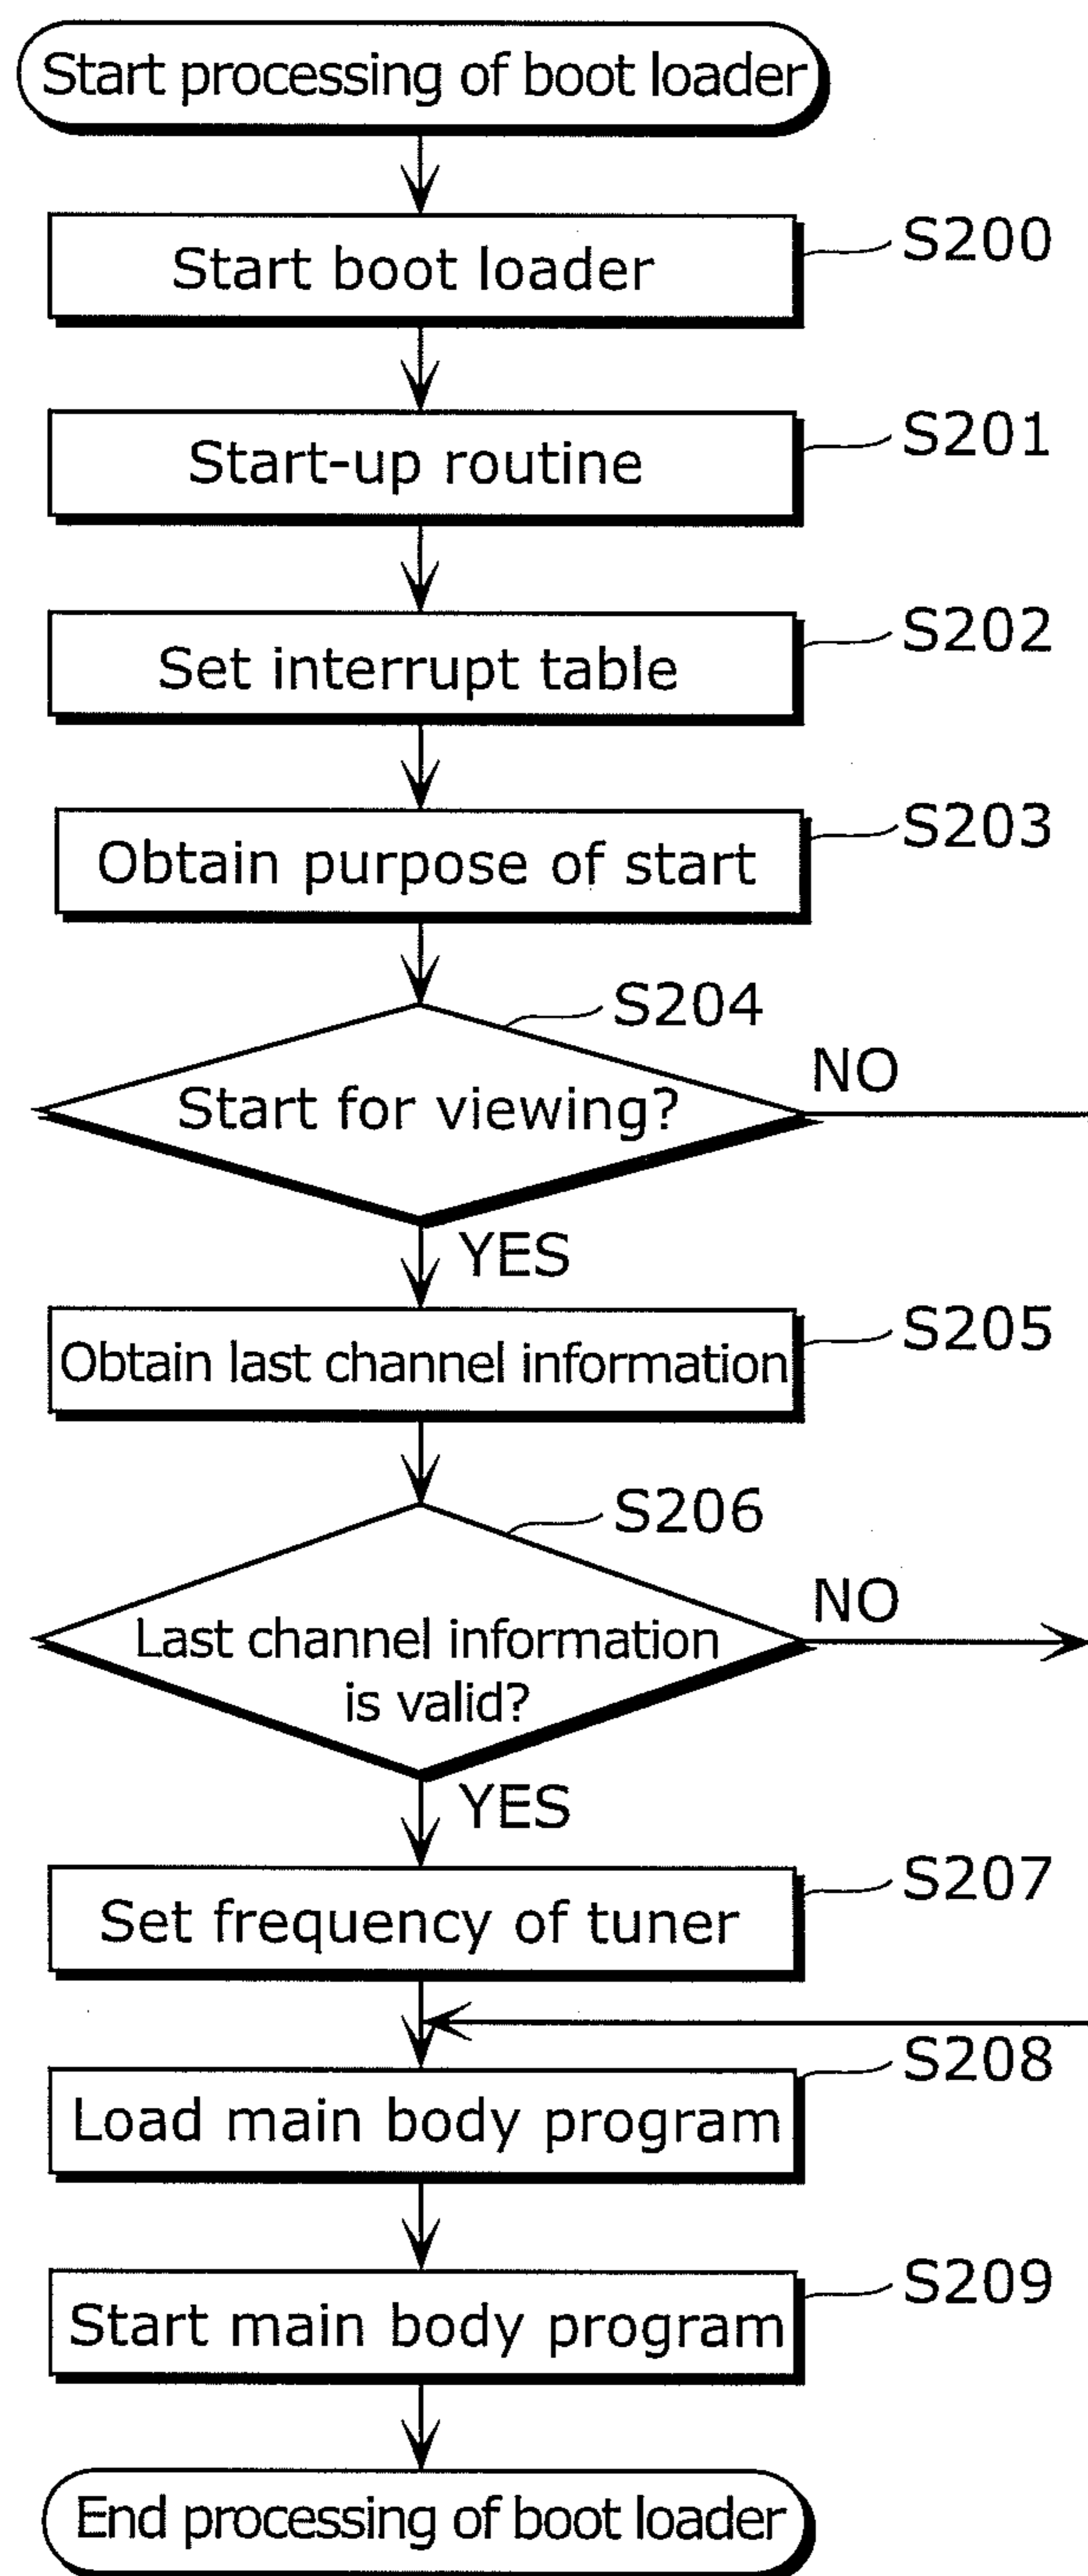 Start processing of boot loader
Start boot loader
S200
Start-up routine
S201
Set interrupt table
S202
Obtain purpose of start
S203
S204
Start for viewing?
NO
YES
Obtain last channel information
S205
S206
Last channel information
is valid?
NO
YES
Set frequency of tuner
S207
Load main body program
S208
Start main body program
S209
End processing of boot loader